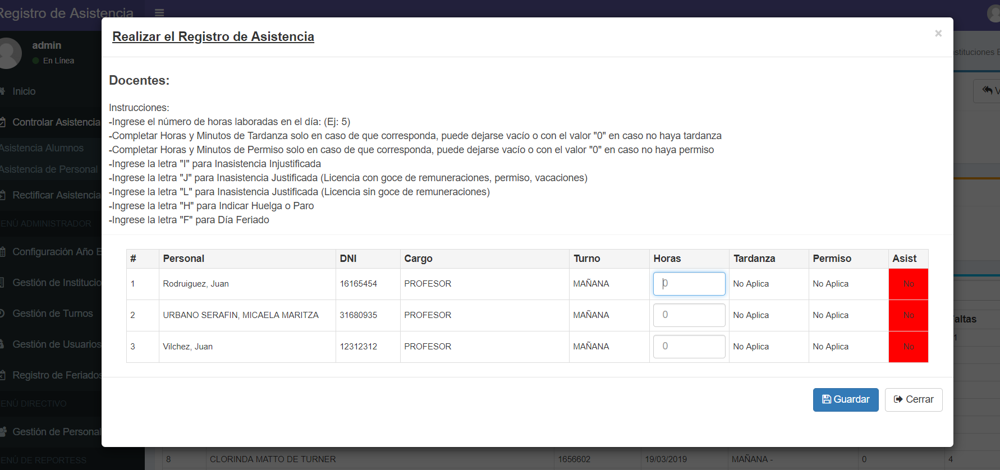 Registro de Asistencia
admin
En Linea
Inicio
Controlar Asistencia
Asistencia Alumnos
Asistencia de Personal
Rectificar Asistencia
ENÚ ADMINISTRADOR
Configuración Año E
Gestión de Institucio
Gestión de Turnos
Gestión de Usuarios
Registro de Feriados
ENÚ DIRECTIVO
Gestión de Personal
ENÚ DE REPORTESS
Realizar el Registro de Asistencia
×
Docentes:
Instrucciones:
-Ingrese el número de horas laboradas en el día: (Ej: 5)
-Completar Horas y Minutos de Tardanza solo en caso de que corresponda, puede dejarse vacío o con el valor "0" en caso no haya tardanza
-Completar Horas y Minutos de Permiso solo en caso de que corresponda, puede dejarse vacío o con el valor "0" en caso no haya permiso
-Ingrese la letra "I" para Inasistencia Injustificada
-Ingrese la letra "J" para Inasistencia Justificada (Licencia con goce de remuneraciones, permiso, vacaciones)
-Ingrese la letra "L" para Inasistencia Justificada (Licencia sin goce de remuneraciones)
-Ingrese la letra "H" para Indicar Huelga o Paro
-Ingrese la letra "F" para Día Feriado
# Personal DNI Cargo Turno Horas Tardanza Permiso Asist
1 Rodruiguez, Juan 16165454 PROFESOR MAÑANA 0 No Aplica No Aplica No
2 URBANO SERAFIN, MICAELA MARITZA 31680935 PROFESOR MAÑANA 0 No Aplica No Aplica No
3 Vilchez, Juan 12312312 PROFESOR MAÑANA 0 No Aplica No Aplica No
Guardar Cerrar
stituciones E
V
altas
1
8 CLORINDA MATTO DE TURNER 1656602 19/03/2019 MAÑANA - 0 4